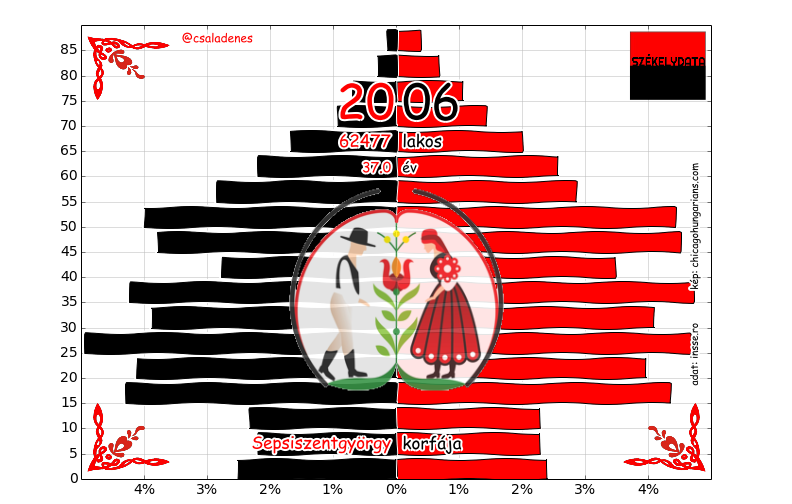 @csaladenes
SZÉKELYDATA
2006
62477 lakos
37.0 év
kép: chicagohungarians.com
adat: insse.ro
Sepsiszentgyörgy korfája
85
80
75
70
65
60
55
50
45
40
35
30
25
20
15
10
5
0
4% 3% 2% 1% 0% 1% 2% 3% 4%